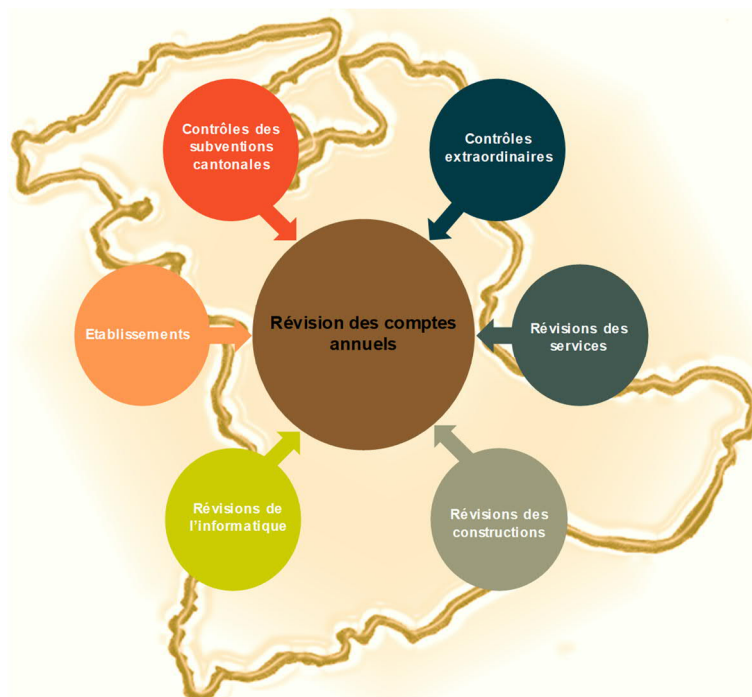 Contrôles des
subventions
cantonales
Contrôles
extraordinaires
Etablissements
Révision des comptes
annuels
Révisions des
services
Révisions de
l'informatique
Révisions des
constructions